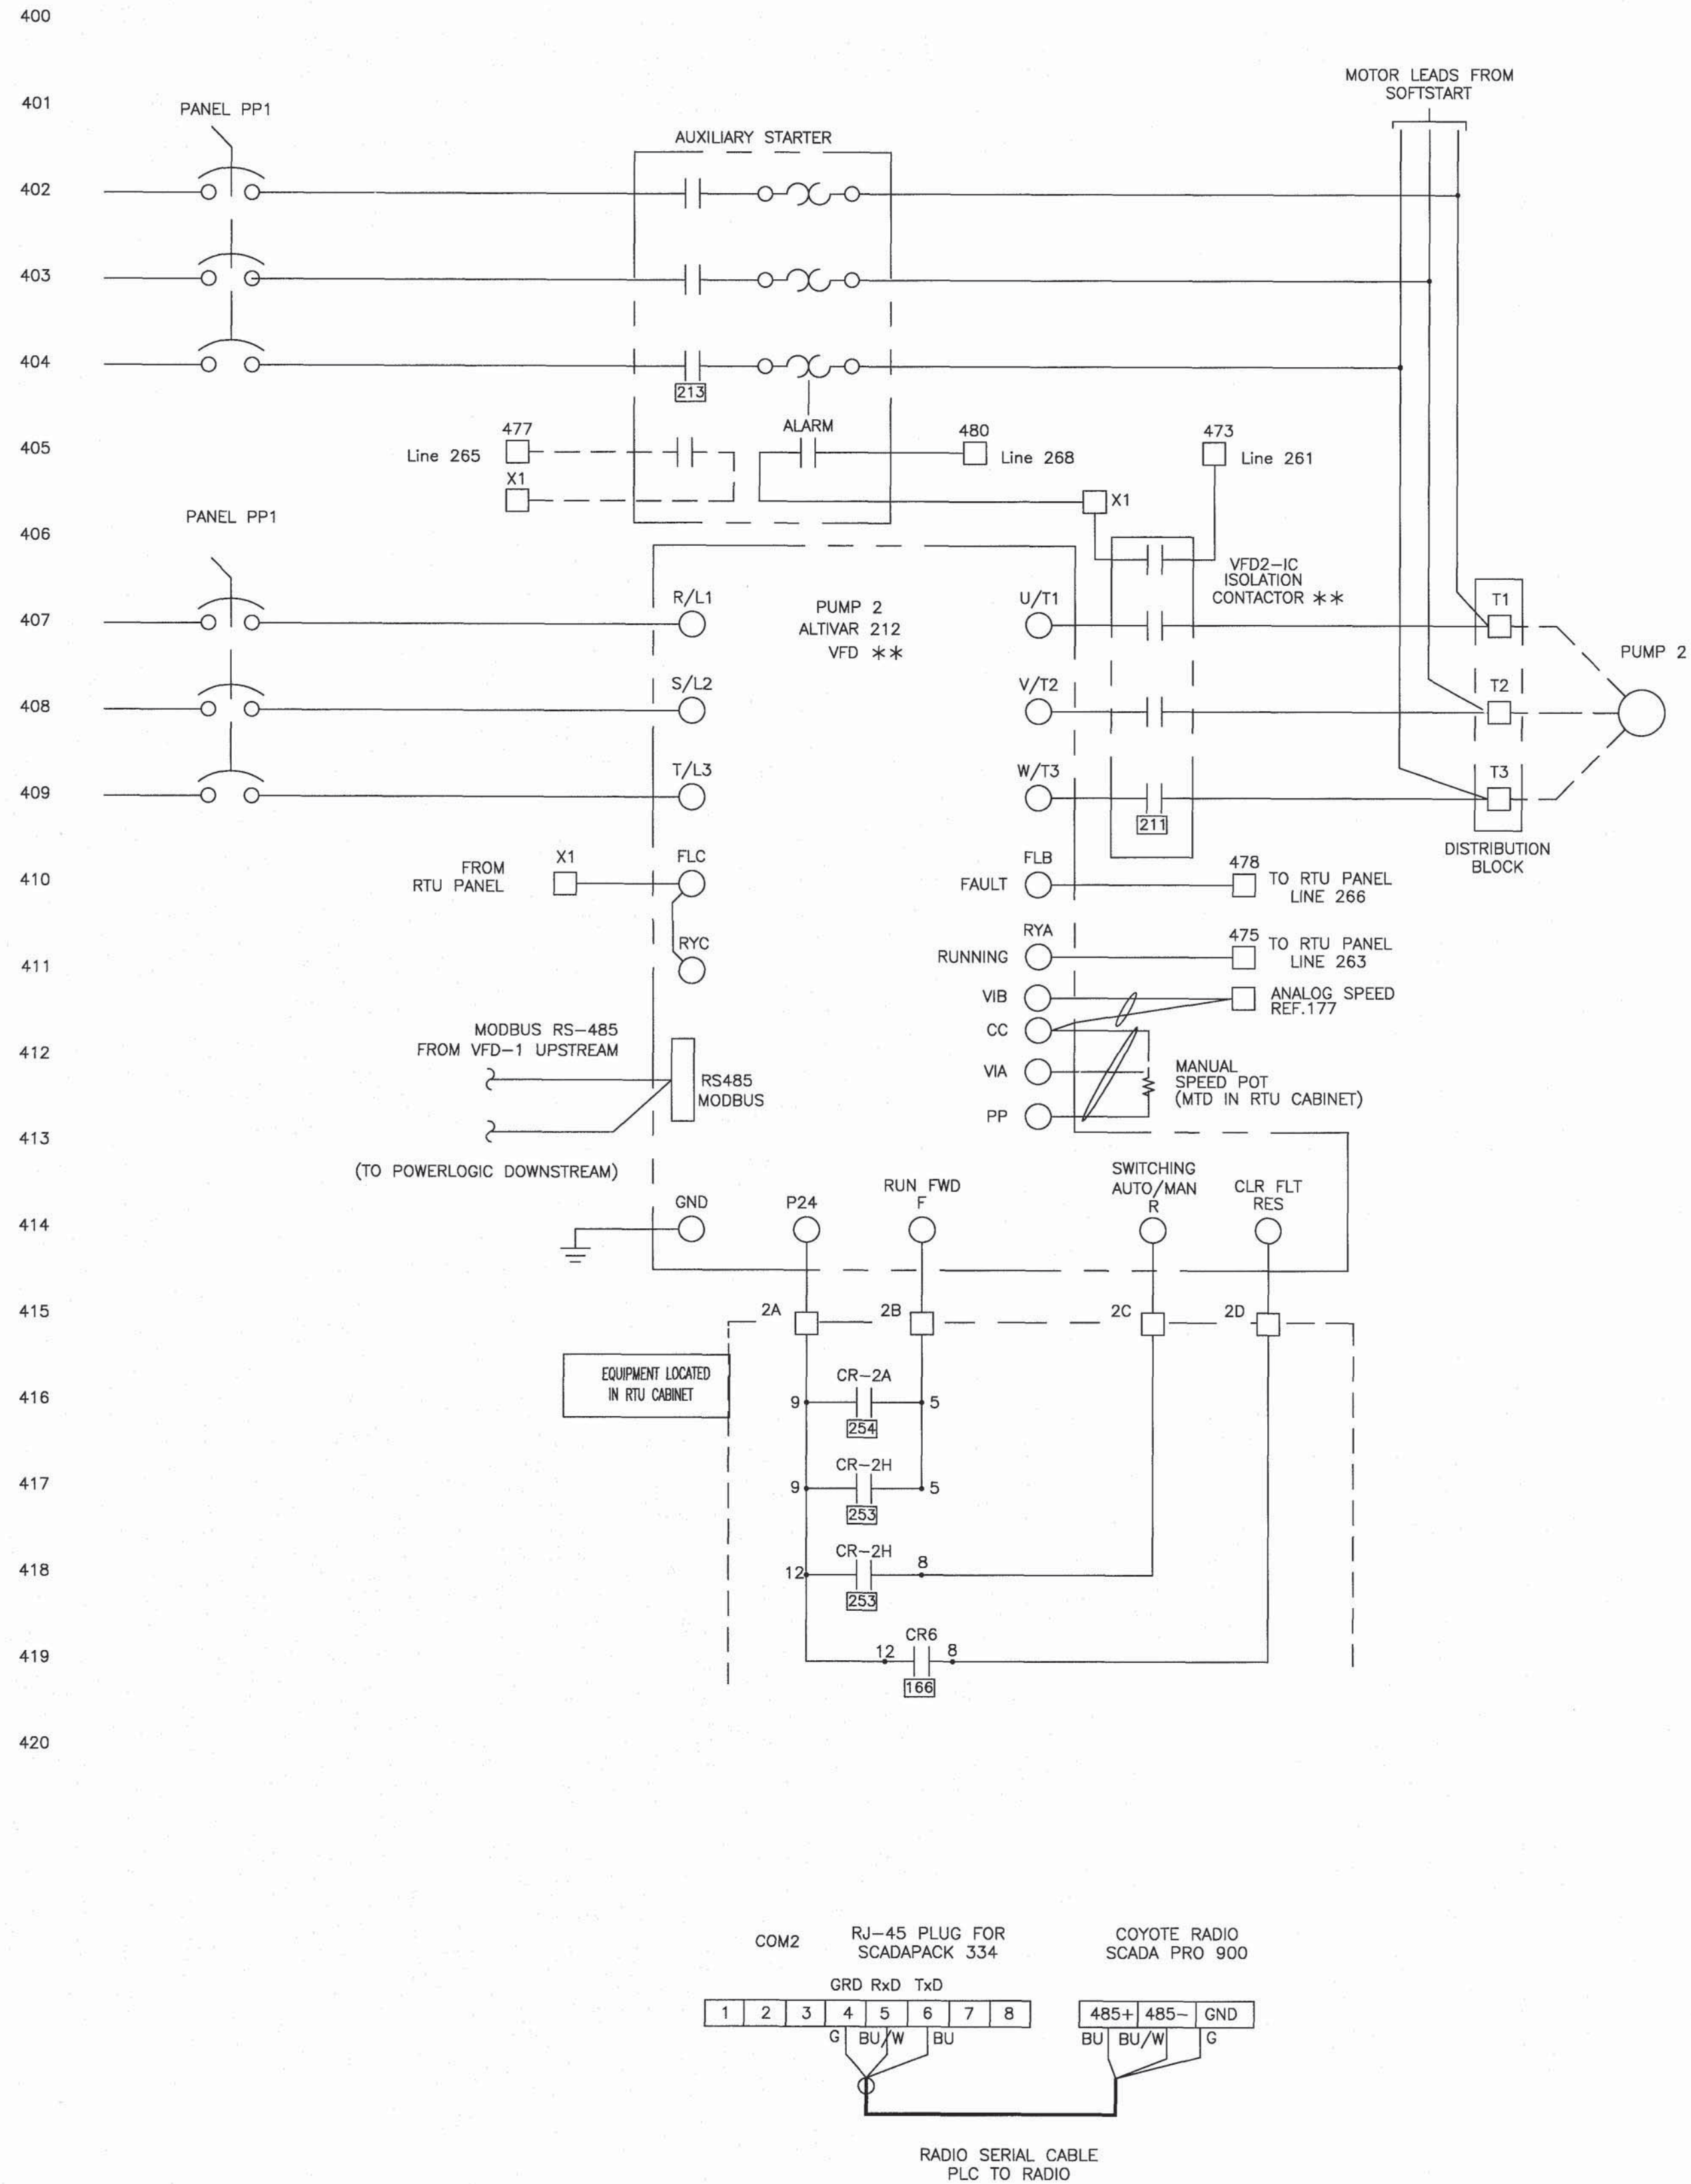 400
MOTOR LEADS FROM
SOFTSTART
401
PANEL PP1
AUXILIARY STARTER
402
403
404
213
ALARM
405
477
Line 265
480
Line 268
473
Line 261
X1
X1
PANEL PP1
406
VFD2-IC
ISOLATION
CONTACTOR **
R/L1
PUMP 2
ALTIVAR 212
VFD **
U/T1
T1
407
PUMP 2
S/L2
V/T2
T2
408
T/L3
W/T3
T3
409
211
DISTRIBUTION
BLOCK
FROM
RTU PANEL
X1
FLC
FLB
FAULT
478
TO RTU PANEL
LINE 266
410
RYC
RYA
RUNNING
475
TO RTU PANEL
LINE 263
411
VIB
ANALOG SPEED
REF.177
CC
MODBUS RS-485
FROM VFD-1 UPSTREAM
412
RS485
MODBUS
VIA
MANUAL
SPEED POT
(MTD IN RTU CABINET)
PP
413
(TO POWERLOGIC DOWNSTREAM)
GND
P24
RUN FWD
F
SWITCHING
AUTO/MAN
R
CLR FLT
RES
414
415
2A
2B
2C
2D
EQUIPMENT LOCATED
IN RTU CABINET
416
CR-2A
9
5
254
417
CR-2H
9
5
253
418
CR-2H
12
8
253
419
CR6
12
8
166
420
COM2
RJ-45 PLUG FOR
SCADAPACK 334
COYOTE RADIO
SCADA PRO 900
GRD RxD TxD
1 2 3 4 5 6 7 8
485+ 485- GND
G BU/W BU
BU BU/W G
RADIO SERIAL CABLE
PLC TO RADIO